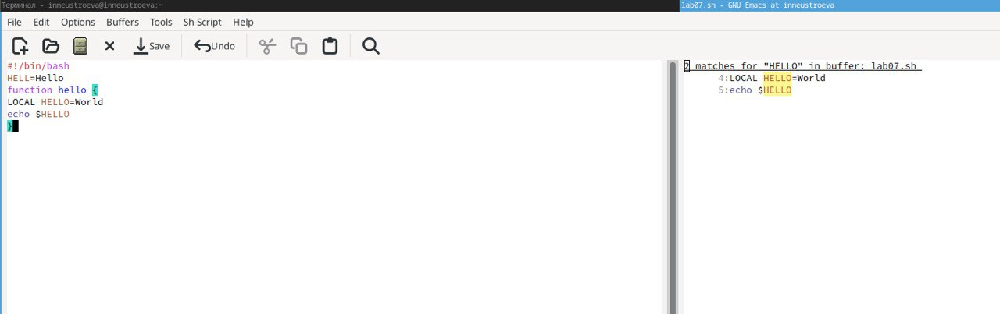 Терминал - inneustroeva@inneustroeva:~
lab07.sh - GNU Emacs at inneustroeva
File Edit Options Buffers Tools Sh-Script Help
Save Undo
#!/bin/bash
HELL=Hello
function hello {
LOCAL HELLO=World
echo $HELLO
}
2 matches for "HELLO" in buffer: lab07.sh
4:LOCAL HELLO=World
5:echo $HELLO